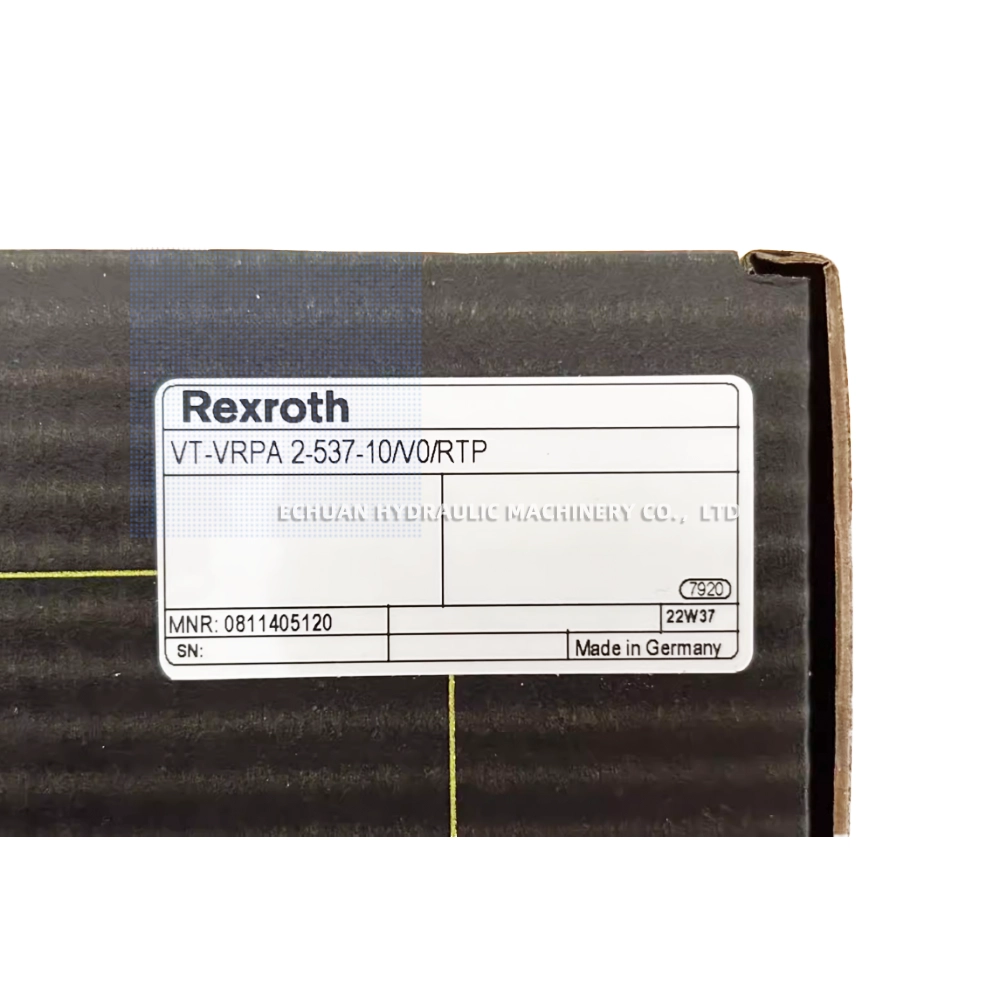 Rexroth
VT-VRPA 2-537-10/V0/RTP
ECHUAN HYDRAULIC MACHINERY CO., LTD
7920
MNR: 0811405120
22W37
SN:
Made in Germany